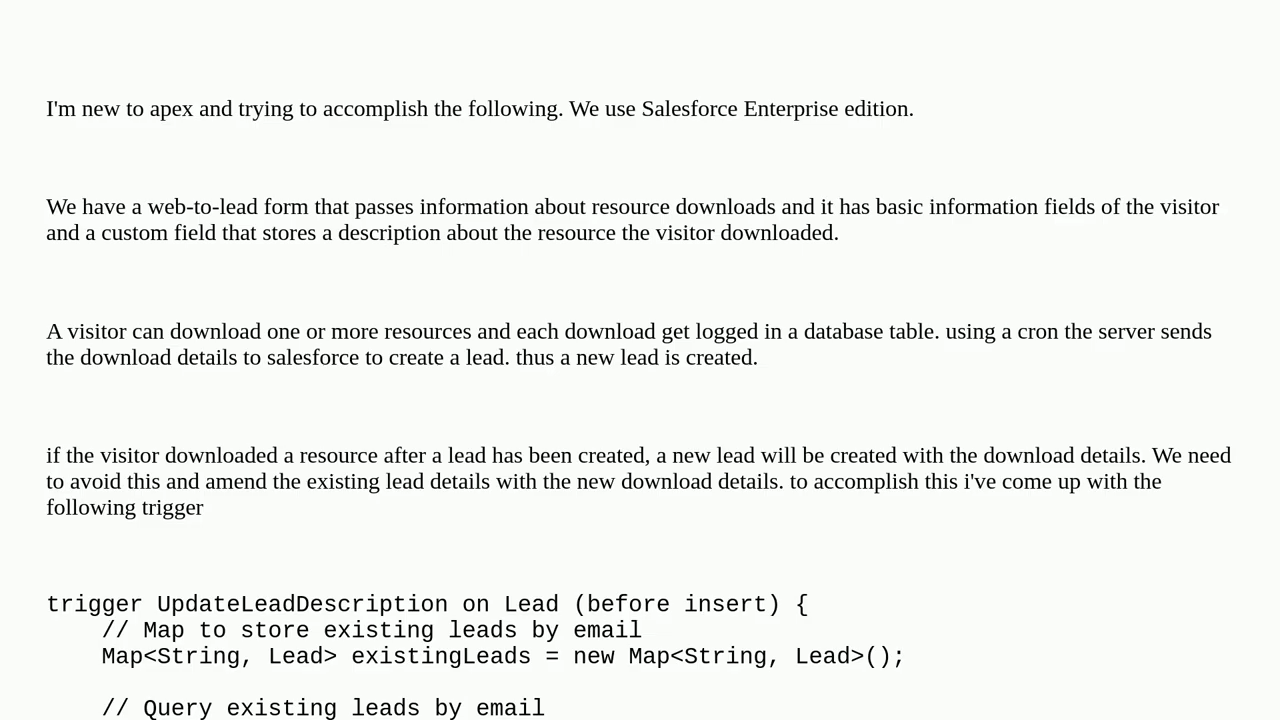 I'm new to apex and trying to accomplish the following. We use Salesforce Enterprise edition.
We have a web-to-lead form that passes information about resource downloads and it has basic information fields of the visitor
and a custom field that stores a description about the resource the visitor downloaded.
A visitor can download one or more resources and each download get logged in a database table. using a cron the server sends
the download details to salesforce to create a lead. thus a new lead is created.
if the visitor downloaded a resource after a lead has been created, a new lead will be created with the download details. We need
to avoid this and amend the existing lead details with the new download details. to accomplish this i've come up with the
following trigger
trigger UpdateLeadDescription on Lead (before insert) {
    // Map to store existing leads by email
    Map<String, Lead> existingLeads = new Map<String, Lead>();
    // Query existing leads by email